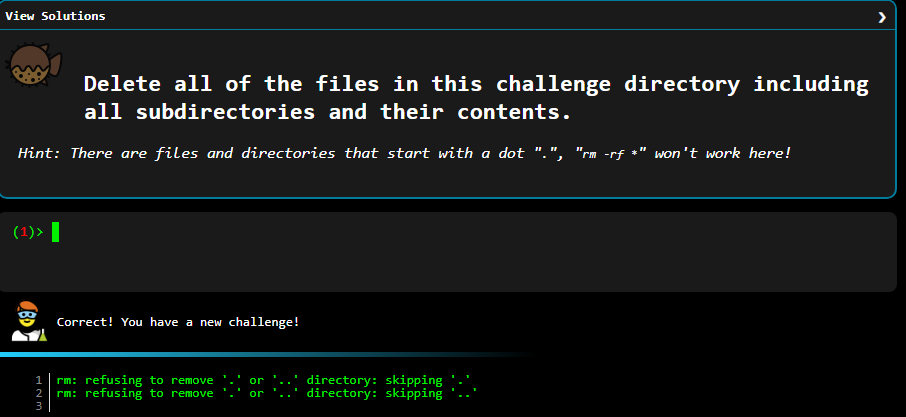 View Solutions ❯
Delete all of the files in this challenge directory including
all subdirectories and their contents.
Hint: There are files and directories that start with a dot ".", "rm -rf *" won't work here!
(1)>
Correct! You have a new challenge!
1 rm: refusing to remove '.' or '..' directory: skipping '.'
2 rm: refusing to remove '.' or '..' directory: skipping '..'
3